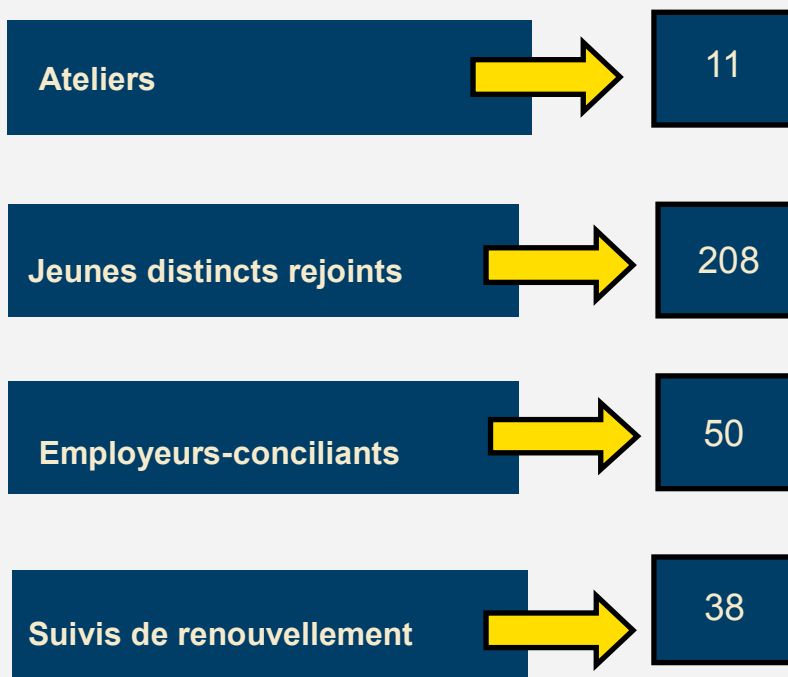 Ateliers
11
Jeunes distincts rejoints
208
Employeurs-conciliants
50
Suivis de renouvellement
38